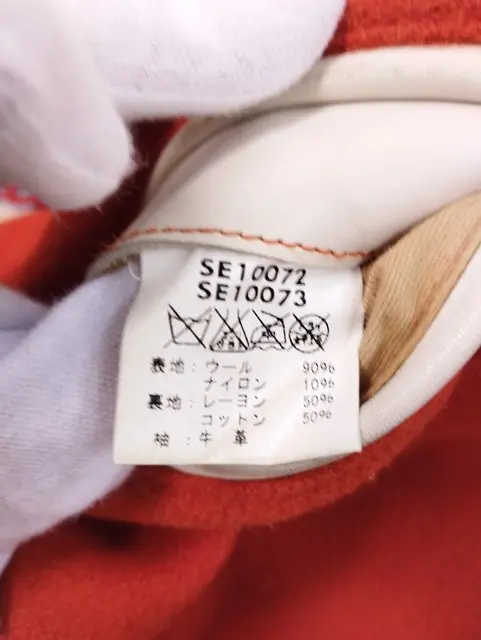 SE10072
SE10073
表地:ウール 90%
ナイロン 10%
裏地:レーヨン 50%
コットン 50%
袖:牛革